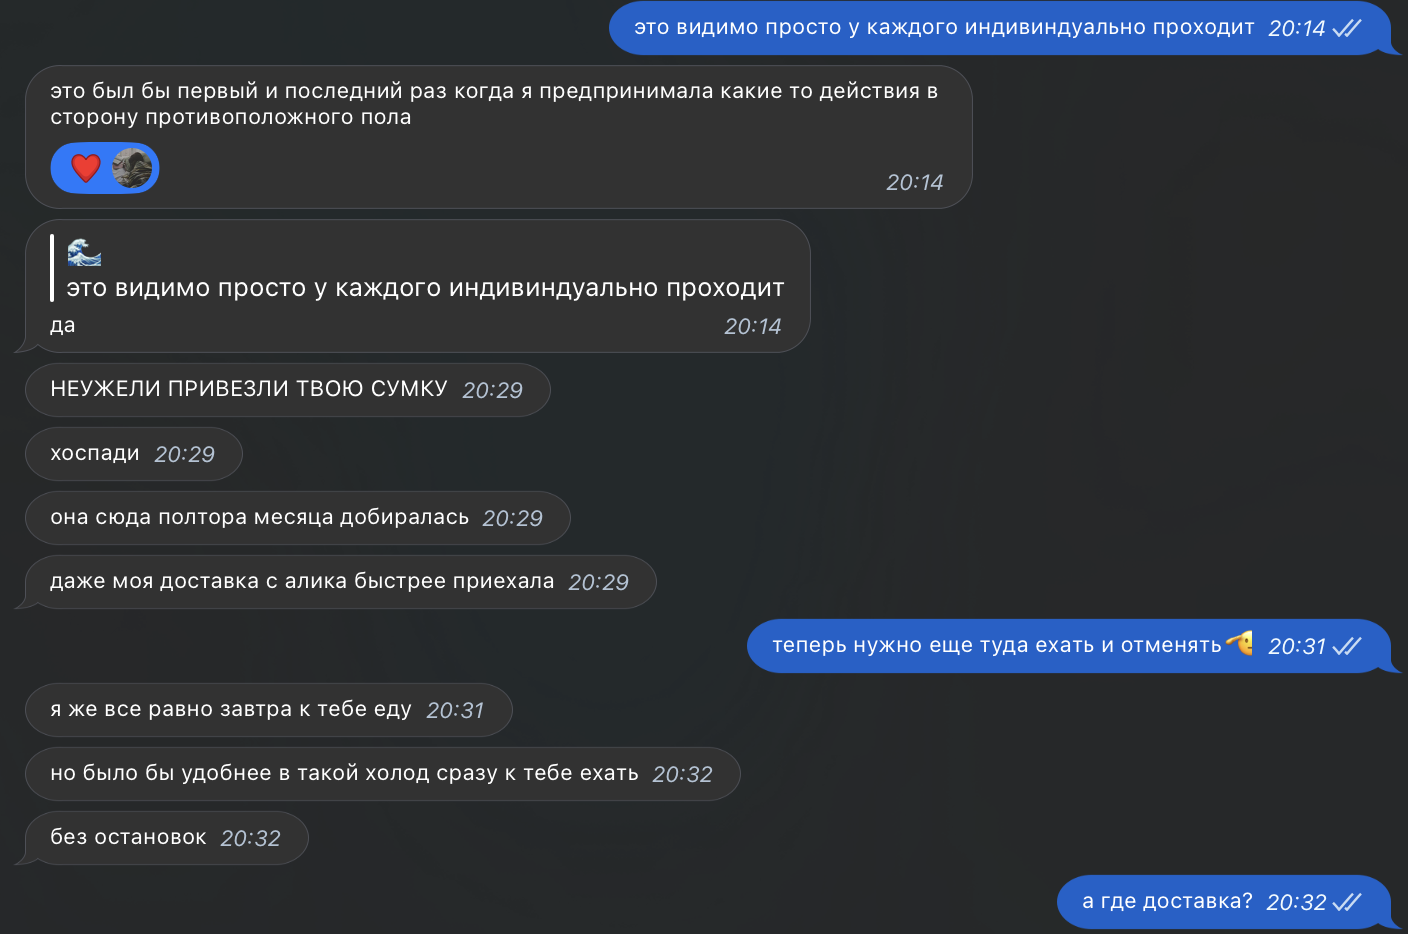 это видимо просто у каждого индивиндуально проходит 20:14
это был бы первый и последний раз когда я предпринимала какие то действия в
сторону противоположного пола
20:14
это видимо просто у каждого индивиндуально проходит
да 20:14
НЕУЖЕЛИ ПРИВЕЗЛИ ТВОЮ СУМКУ 20:29
хоспади 20:29
она сюда полтора месяца добиралась 20:29
даже моя доставка с алика быстрее приехала 20:29
теперь нужно еще туда ехать и отменять 20:31
я же все равно завтра к тебе еду 20:31
но было бы удобнее в такой холод сразу к тебе ехать 20:32
без остановок 20:32
а где доставка? 20:32